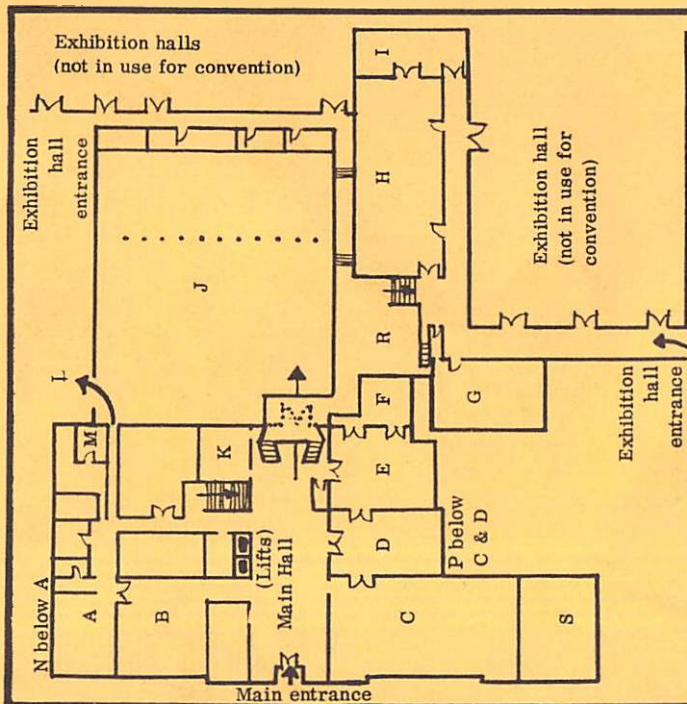 Exhibition halls
(not in use for convention)
Exhibition
hall
entrance
I
H
Exhibition hall
(not in use for
convention)
J
L
R
M
K
F
G
Exhibition
hall
entrance
E
N below A
A
B
(Lifts)
Main Hall
D
P below
C & D
C
S
Main entrance